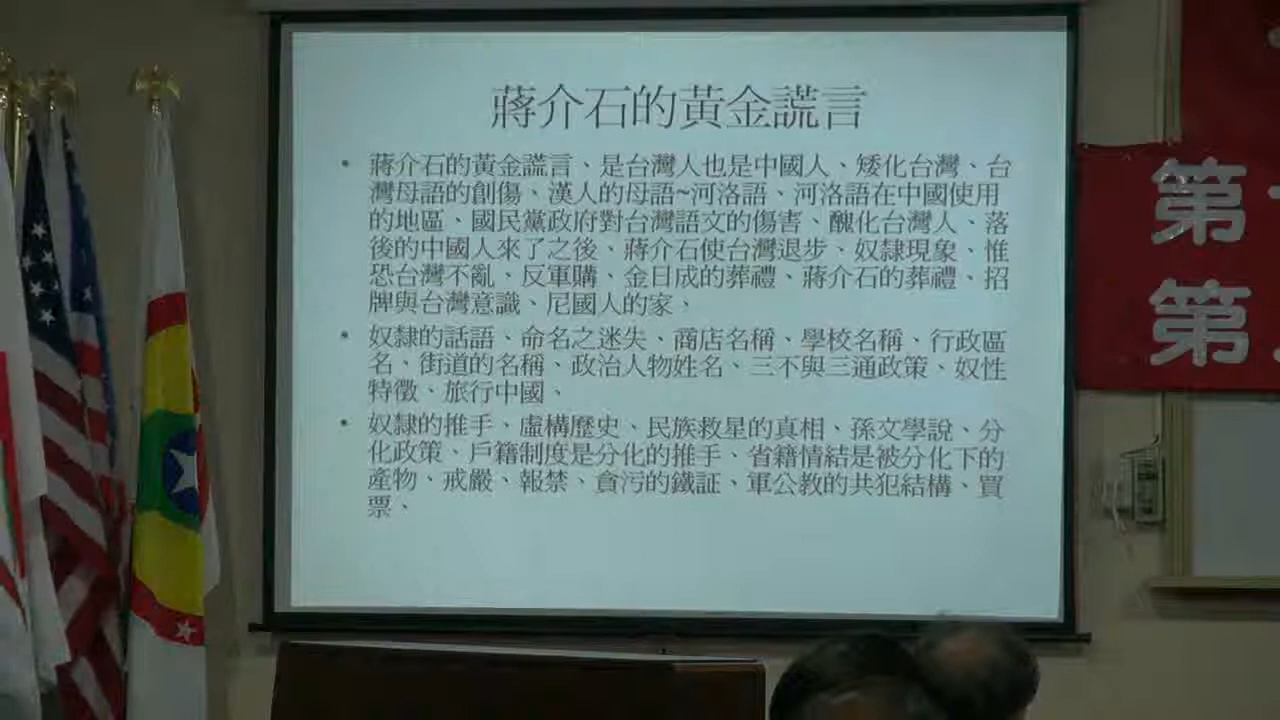 蔣介石的黃金謊言
• 蔣介石的黃金謊言、是台灣人也是中國人、矮化台灣、台
灣母語的創傷、漢人的母語~河洛語、河洛語在中國使用
的地區、國民黨政府對台灣語文的傷害、醜化台灣人、落
後的中國人來了之後、蔣介石使台灣退步、奴隸現象、惟
恐台灣不亂、反軍購、金日成的葬禮、蔣介石的葬禮、招
牌與台灣意識、尼國人的家、
• 奴隸的話語、命名之迷失、商店名稱、學校名稱、行政區
名、街道的名稱、政治人物姓名、三不與三通政策、奴性
特徵、旅行中國、
• 奴隸的推手、虛構歷史、民族救星的真相、孫文學說、分
化政策、戶籍制度是分化的推手、省籍情結是被分化下的
產物、戒嚴、報禁、貪污的鐵証、軍公教的共犯結構、買
票、
第
第